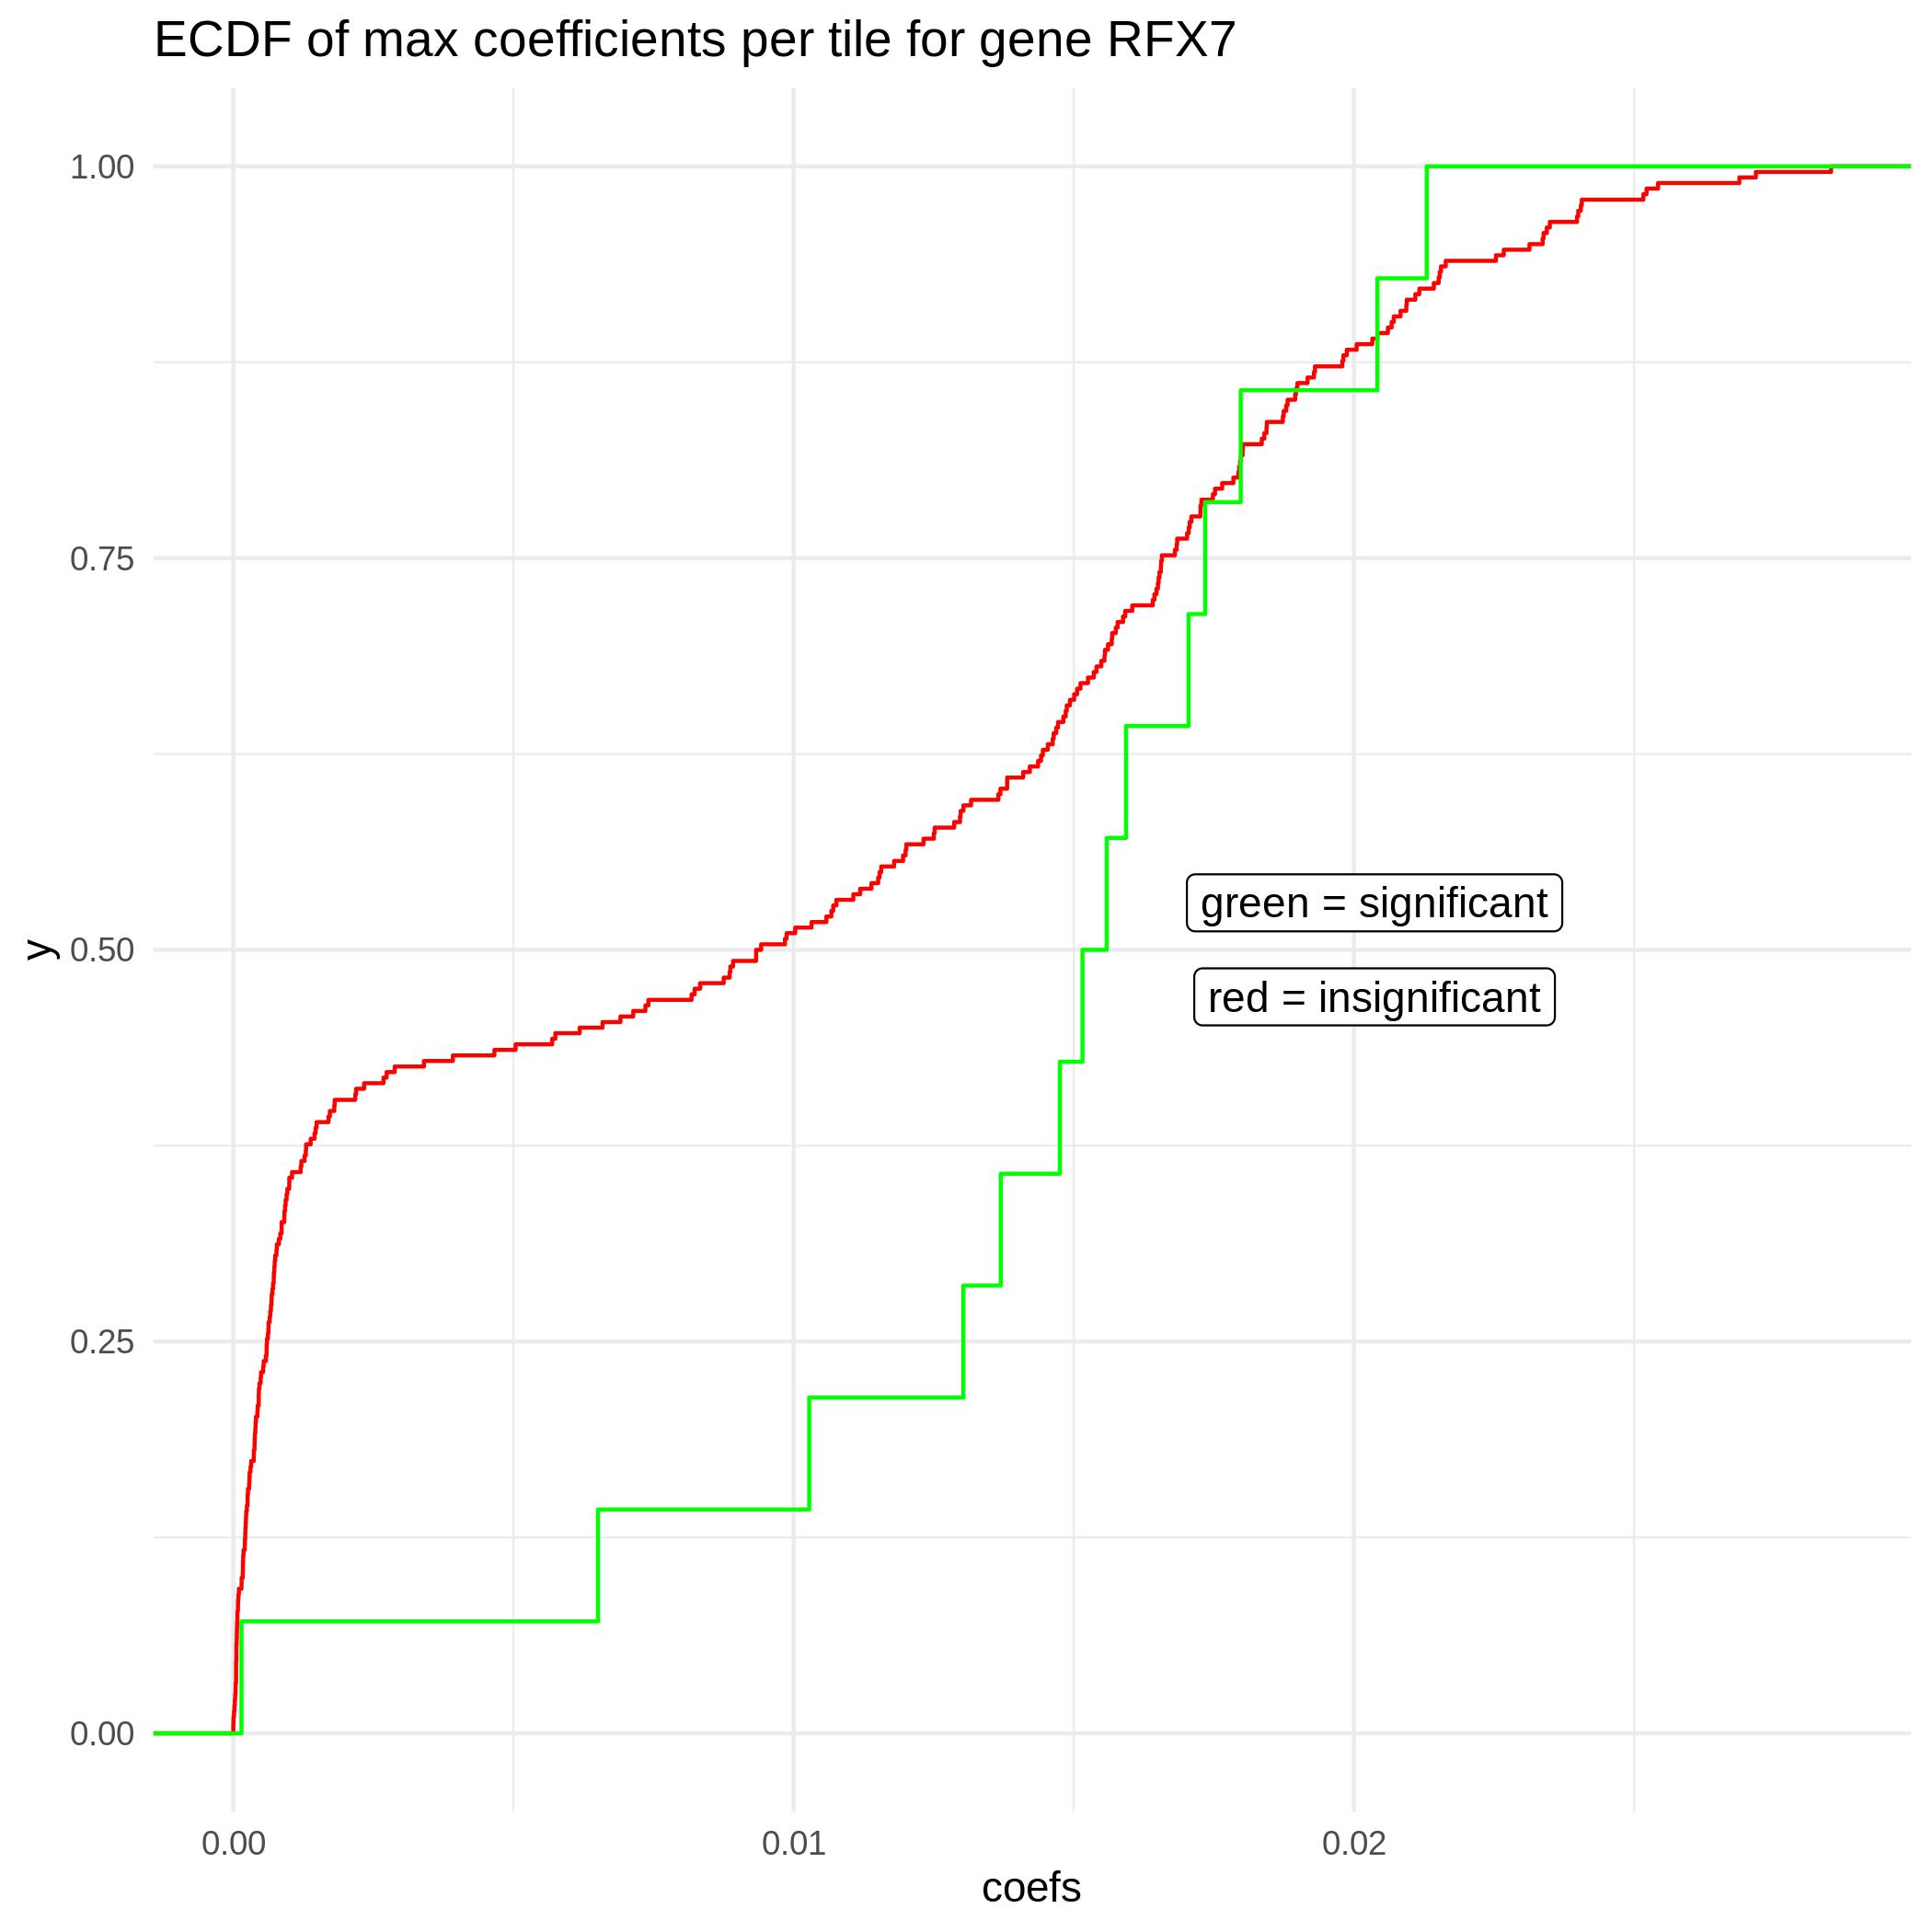 ECDF of max coefficients per tile for gene RFX7
1.00
0.75
0.50
0.25
0.00
y
green = significant
red = insignificant
0.00 0.01 0.02
coefs